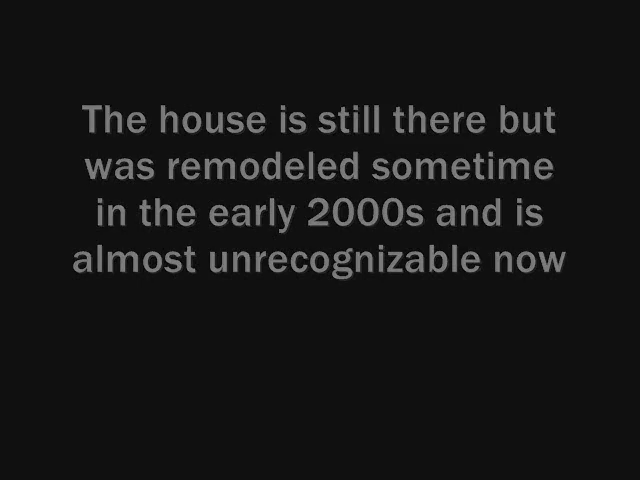 The house is still there but
was remodeled sometime
in the early 2000s and is
almost unrecognizable now